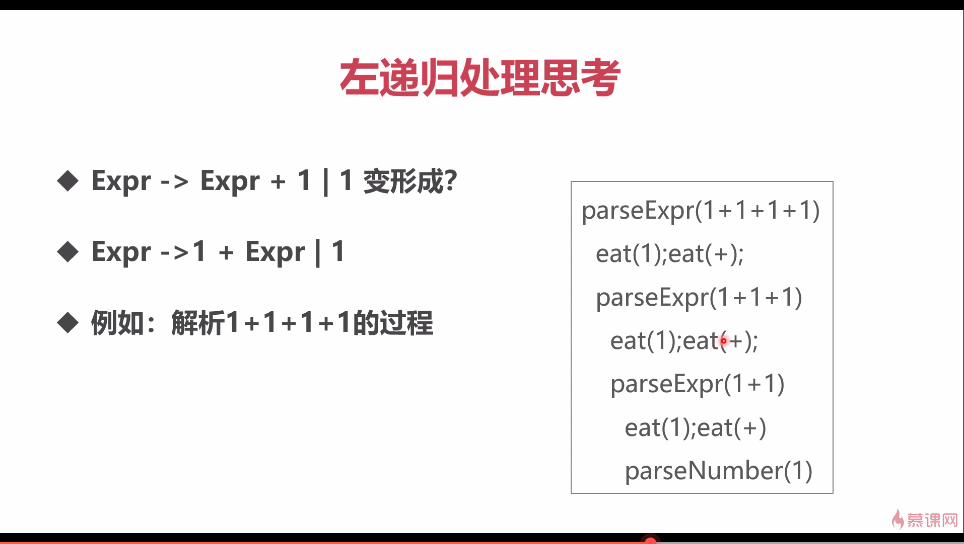 左递归处理思考
◆ Expr -> Expr + 1 | 1 变形成？
◆ Expr ->1 + Expr | 1
◆ 例如：解析1+1+1+1的过程
parseExpr(1+1+1+1)
eat(1);eat(+);
parseExpr(1+1+1)
eat(1);eat(+);
parseExpr(1+1)
eat(1);eat(+)
parseNumber(1)
慕课网